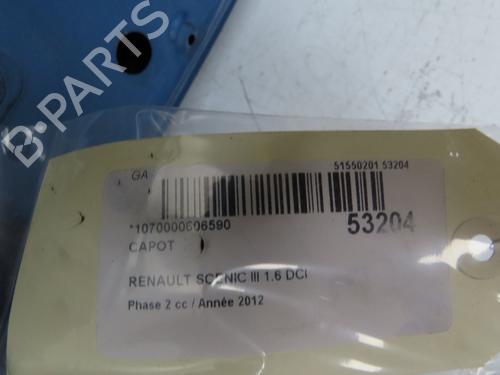 B-PARTS
GA
51550201 53204
*1070000606590
53204
CAPOT
RENAULT SCENIC III 1.6 DCI
Phase 2 cc / Année 2012